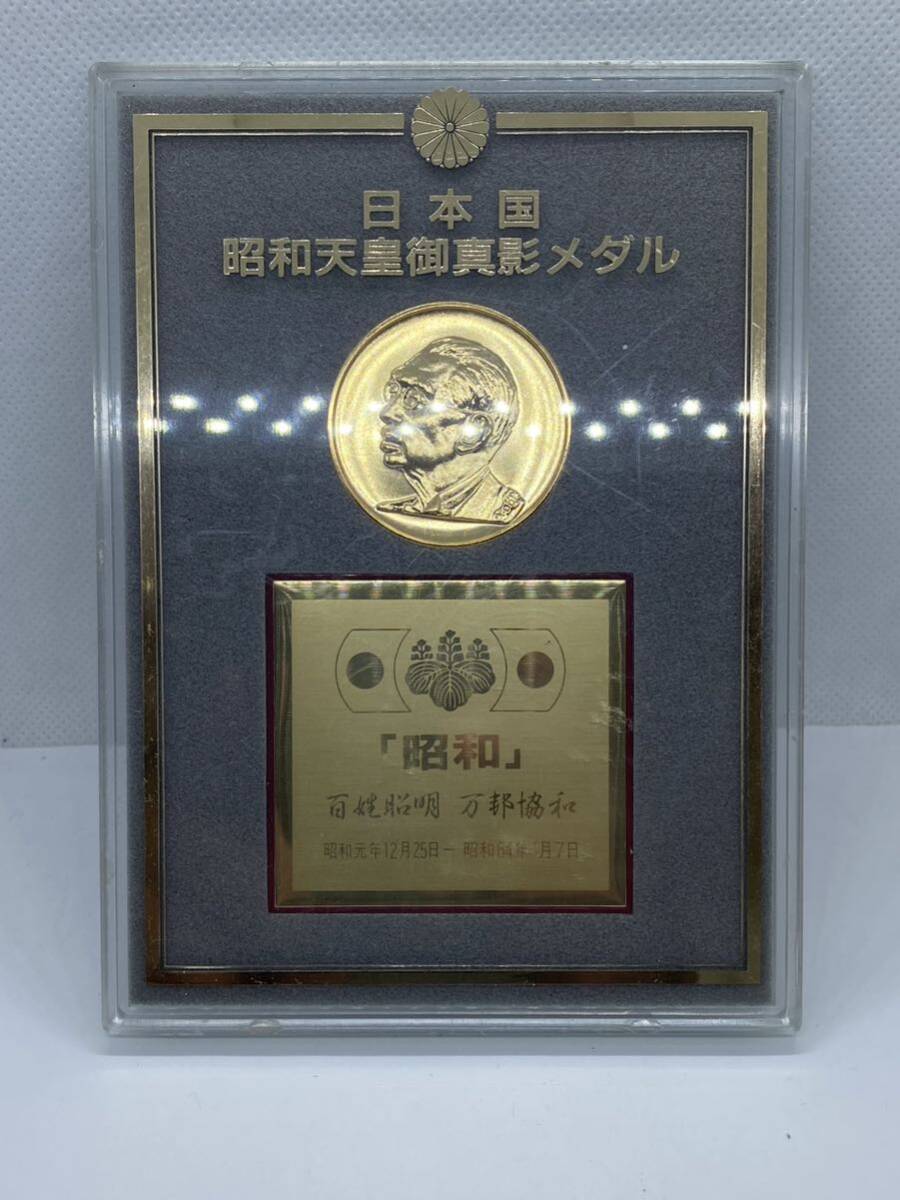 日本国
昭和天皇御真影メダル
「昭和」
百姓昭明 万邦協和
昭和元年12月25日ー昭和64年1月7日